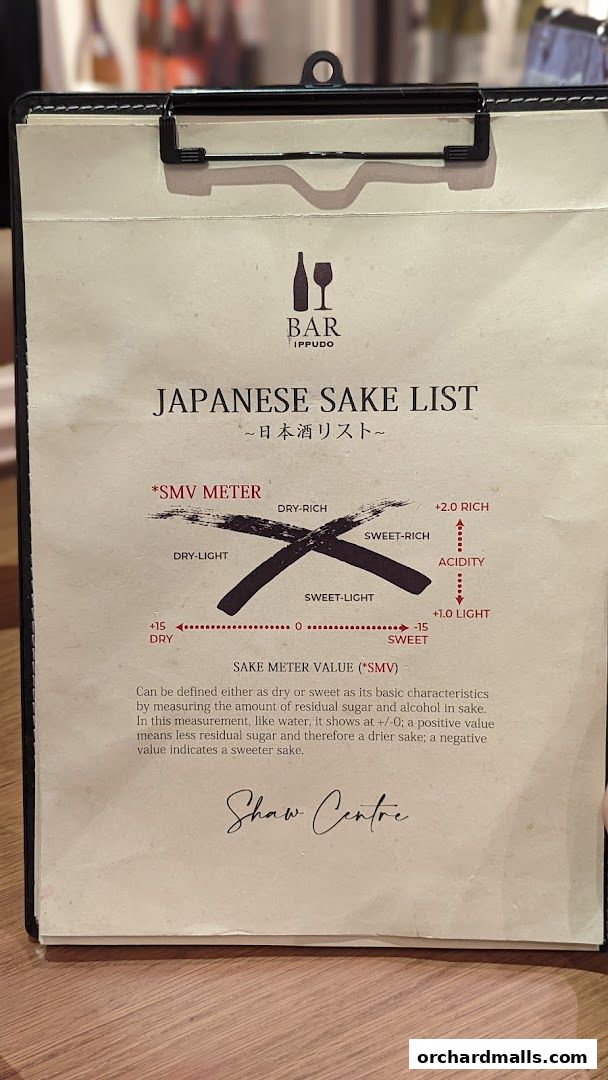 BAR
IPPUDO
JAPANESE SAKE LIST
~日本酒リスト~
*SMV METER
DRY-RICH
+2.0 RICH
SWEET-RICH
DRY-LIGHT
ACIDITY
SWEET-LIGHT
+1.0 LIGHT
+15 0 -15
DRY SWEET
SAKE METER VALUE (*SMV)
Can be defined either as dry or sweet as its basic characteristics
by measuring the amount of residual sugar and alcohol in sake.
In this measurement, like water, it shows at +/-0; a positive value
means less residual sugar and therefore a drier sake; a negative
value indicates a sweeter sake.
Shaw Centre
orchardmalls.com